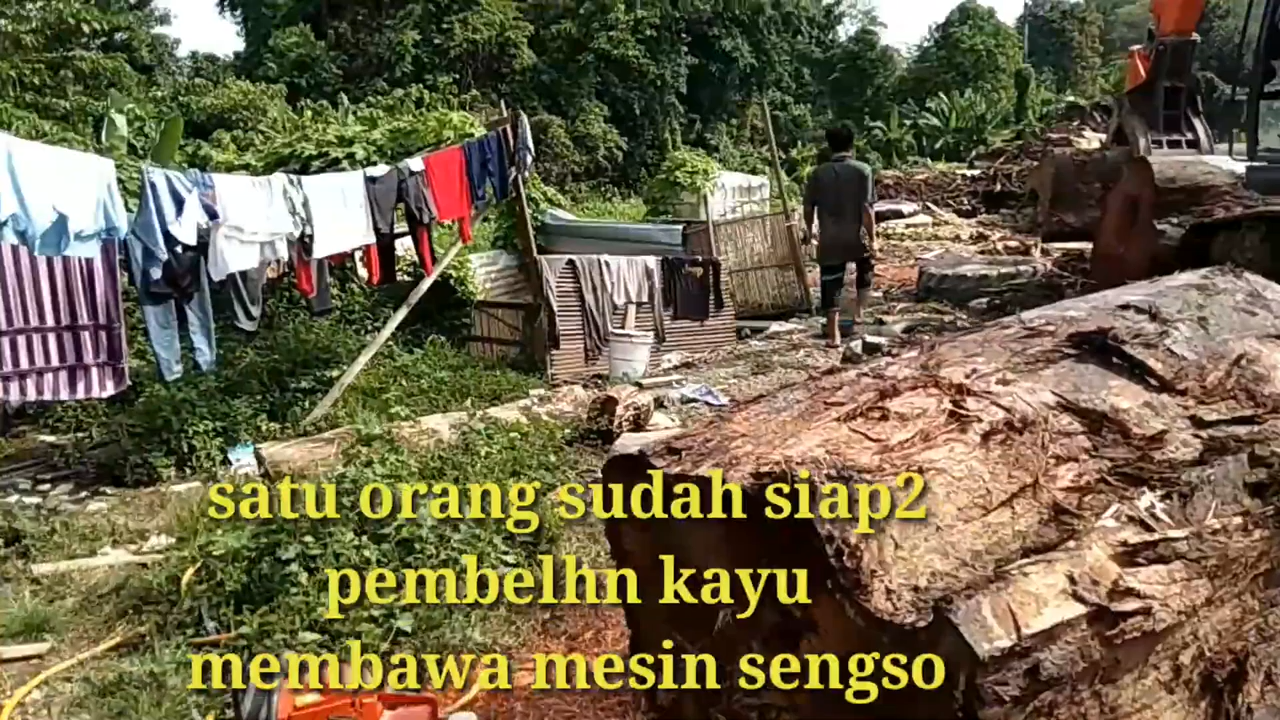 satu orang sudah siap2
pembelhn kayu
membawa mesin sengso